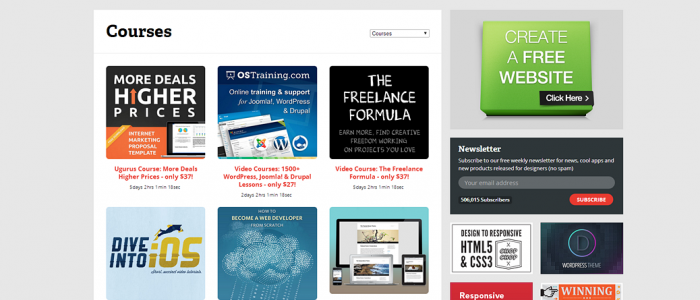 Courses
Courses
MORE DEALS
HIGHER
PRICES
INTERNET
MARKETING
PROPOSAL
TEMPLATE
Ugurus Course: More Deals
Higher Prices - only $37!
5days 2hrs 1min 18sec
OSTraining.com
Online training & support
for Joomla!, WordPress
& Drupal
Video Courses: 1500+
WordPress, Joomla! & Drupal
Lessons - only $27!
2days 2hrs 1min 18sec
THE
FREELANCE
FORMULA
EARN MORE, FIND CREATIVE
FREEDOM WORKING
ON PROJECTS YOU LOVE
Video Course: The Freelance
Formula - only $37!
5days 2hrs 1min 18sec
DIVE
INTO iOS
Short, succinct video tutorials
HOW TO
BECOME A WEB DEVELOPER
FROM SCRATCH
CREATE
A FREE
WEBSITE
Click Here >
Newsletter
Subscribe to our free weekly newsletter for news, cool apps and
new products released for designers (no spam)
Your email address
506,015 Subscribers
SUBSCRIBE
DESIGN TO RESPONSIVE
HTML5
& CSS3
CHOP
SHOP
D
WORDPRESS THEME
Responsive
WINNING